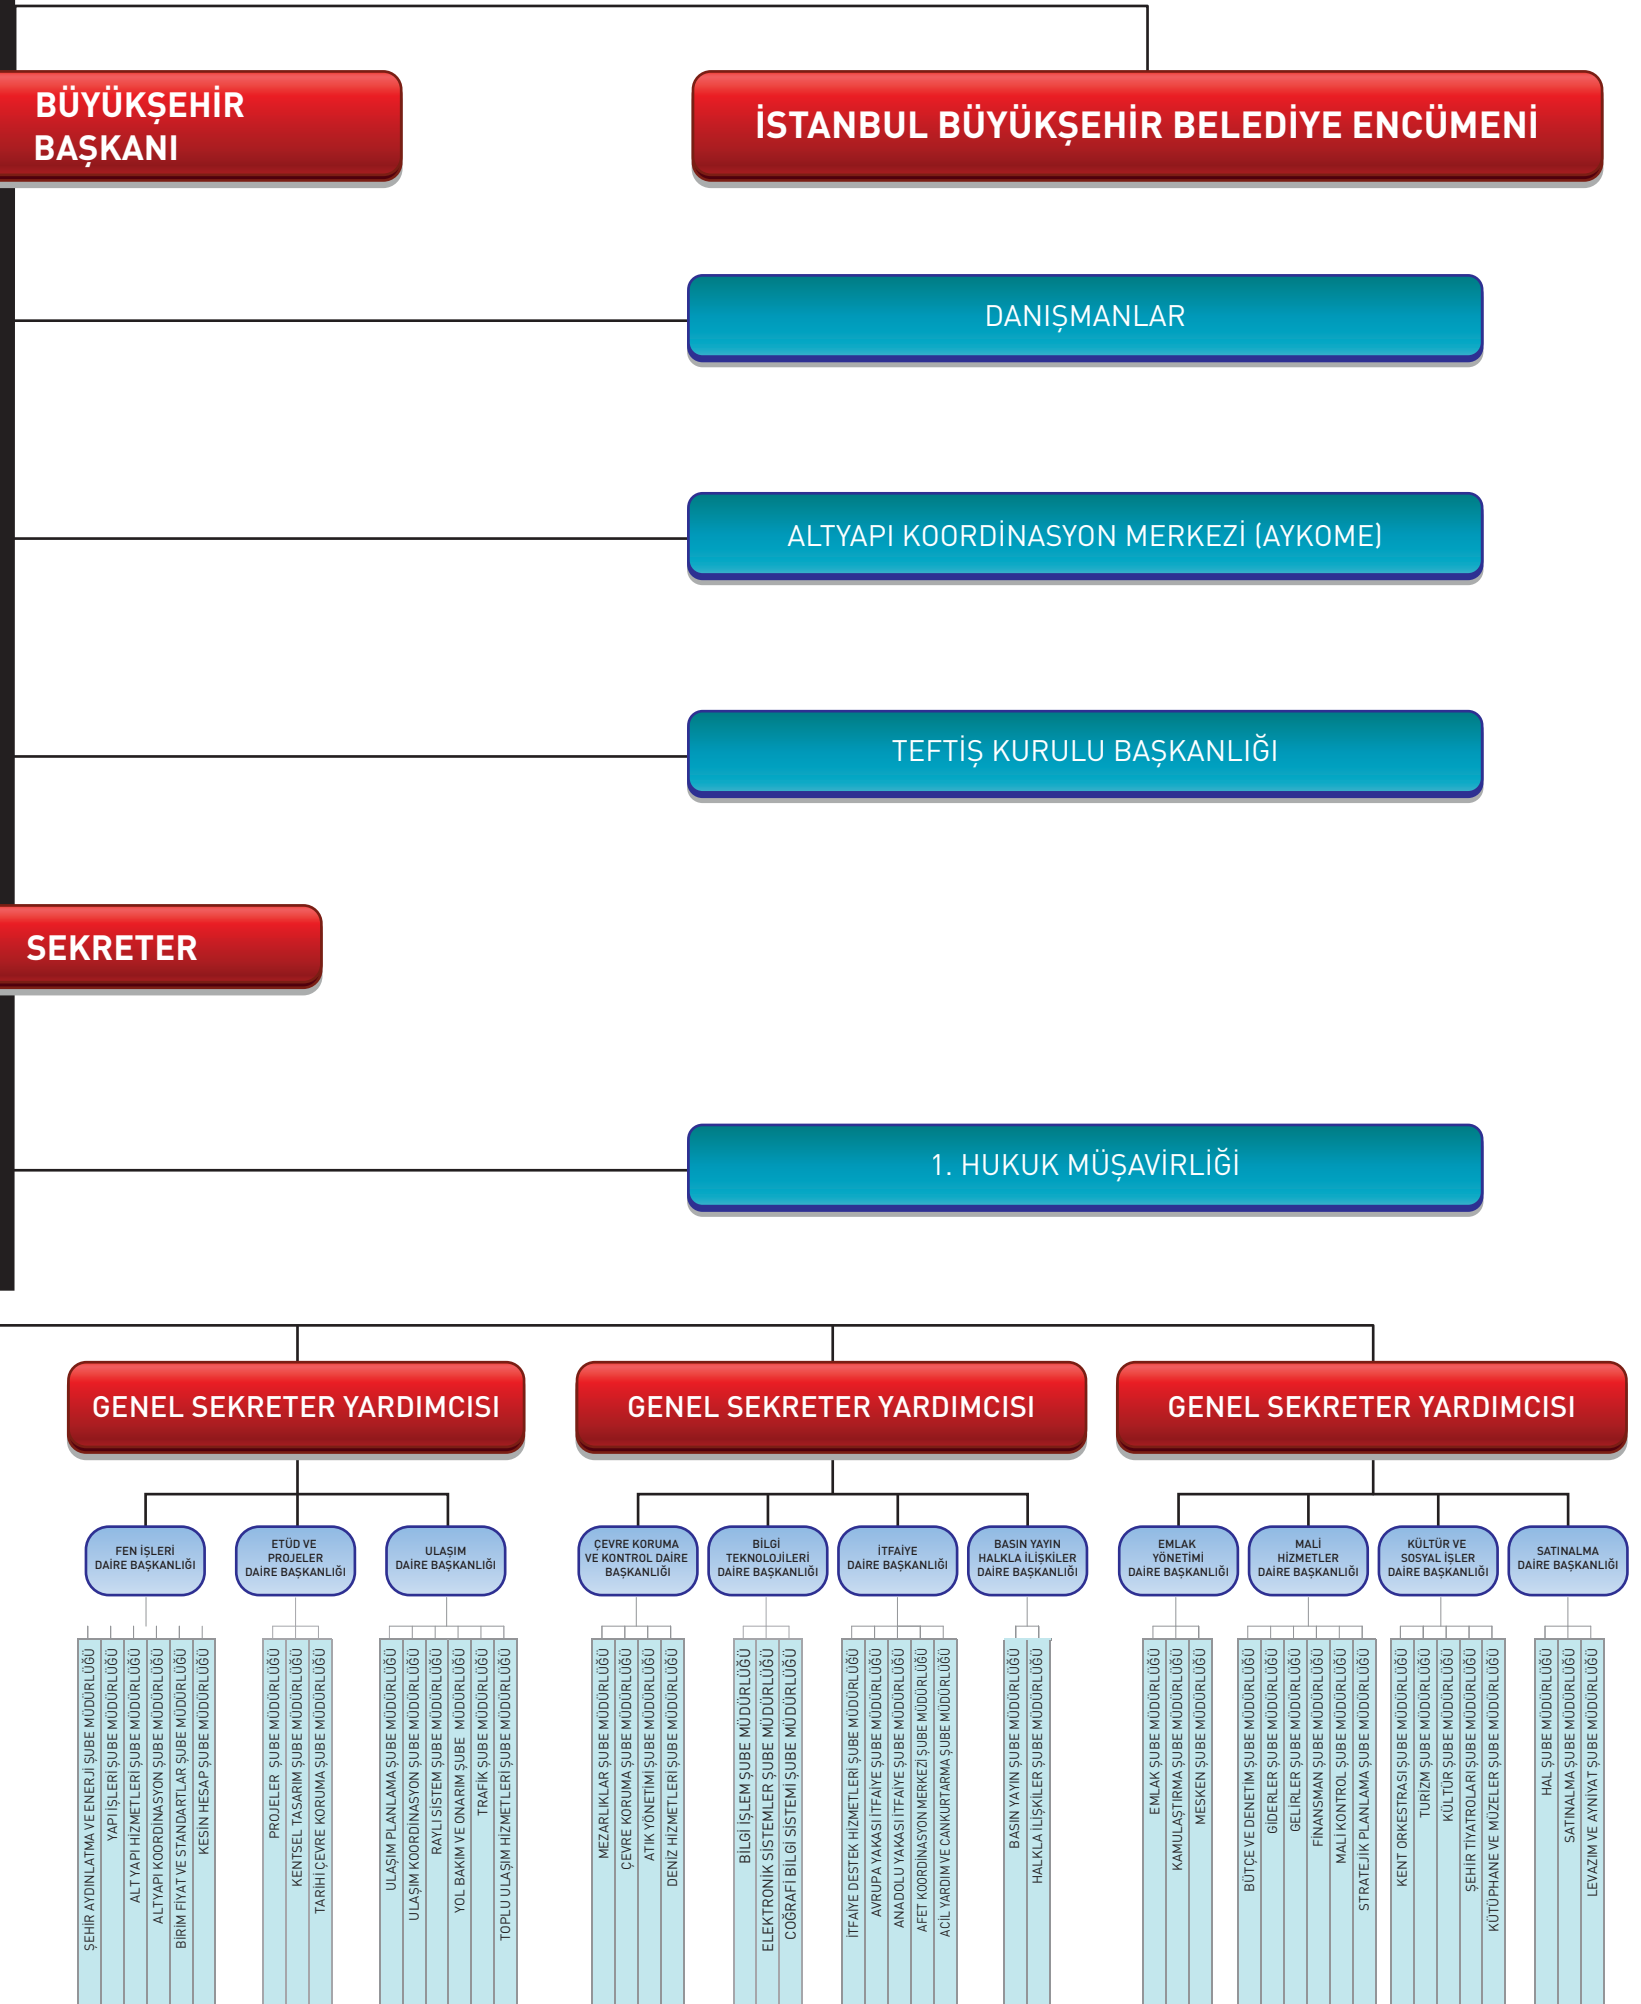 BÜYÜKŞEHİR
BAŞKANI
İSTANBUL BÜYÜKŞEHİR BELEDİYE ENCÜMENİ
DANIŞMANLAR
ALTYAPI KOORDİNASYON MERKEZİ (AYKOME)
TEFTİŞ KURULU BAŞKANLIĞI
SEKRETER
1. HUKUK MÜŞAVİRLİĞİ
GENEL SEKRETER YARDIMCISI
GENEL SEKRETER YARDIMCISI
GENEL SEKRETER YARDIMCISI
FEN İŞLERİ
DAİRE BAŞKANLIĞI
ETÜD VE
PROJELER
DAİRE BAŞKANLIĞI
ULAŞIM
DAİRE BAŞKANLIĞI
ÇEVRE KORUMA
VE KONTROL DAİRE
BAŞKANLIĞI
BİLGİ
TEKNOLOJİLERİ
DAİRE BAŞKANLIĞI
İTFAİYE
DAİRE BAŞKANLIĞI
BASIN YAYIN
HALKLA İLİŞKİLER
DAİRE BAŞKANLIĞI
EMLAK
YÖNETİMİ
DAİRE BAŞKANLIĞI
MALİ
HİZMETLER
DAİRE BAŞKANLIĞI
KÜLTÜR VE
SOSYAL İŞLER
DAİRE BAŞKANLIĞI
SATINALMA
DAİRE BAŞKANLIĞI
ŞEHİR AYDINLATMA VE ENERJİ ŞUBE MÜDÜRLÜĞÜ
YAPI İŞLERİ ŞUBE MÜDÜRLÜĞÜ
ALT YAPI HİZMETLERİ ŞUBE MÜDÜRLÜĞÜ
ALTYAPI KOORDİNASYON ŞUBE MÜDÜRLÜĞÜ
BİRİM FİYAT VE STANDARTLAR ŞUBE MÜDÜRLÜĞÜ
KESİN HESAP ŞUBE MÜDÜRLÜĞÜ
PROJELER ŞUBE MÜDÜRLÜĞÜ
KENTSEL TASARIM ŞUBE MÜDÜRLÜĞÜ
TARİHİ ÇEVRE KORUMA ŞUBE MÜDÜRLÜĞÜ
ULAŞIM PLANLAMA ŞUBE MÜDÜRLÜĞÜ
ULAŞIM KOORDİNASYON ŞUBE MÜDÜRLÜĞÜ
RAYLI SİSTEM ŞUBE MÜDÜRLÜĞÜ
YOL BAKIM VE ONARIM ŞUBE MÜDÜRLÜĞÜ
TRAFİK ŞUBE MÜDÜRLÜĞÜ
TOPLU ULAŞIM HİZMETLERİ ŞUBE MÜDÜRLÜĞÜ
MEZARLIKLAR ŞUBE MÜDÜRLÜĞÜ
ÇEVRE KORUMA ŞUBE MÜDÜRLÜĞÜ
ATIK YÖNETİMİ ŞUBE MÜDÜRLÜĞÜ
DENİZ HİZMETLERİ ŞUBE MÜDÜRLÜĞÜ
BİLGİ İŞLEM ŞUBE MÜDÜRLÜĞÜ
ELEKTRONİK SİSTEMLER ŞUBE MÜDÜRLÜĞÜ
COĞRAFİ BİLGİ SİSTEMİ ŞUBE MÜDÜRLÜĞÜ
İTFAİYE DESTEK HİZMETLERİ ŞUBE MÜDÜRLÜĞÜ
AVRUPA YAKASI İTFAİYE ŞUBE MÜDÜRLÜĞÜ
ANADOLU YAKASI İTFAİYE ŞUBE MÜDÜRLÜĞÜ
AFET KOORDİNASYON MERKEZİ ŞUBE MÜDÜRLÜĞÜ
ACİL YARDIM VE CANKURTARMA ŞUBE MÜDÜRLÜĞÜ
BASIN YAYIN ŞUBE MÜDÜRLÜĞÜ
HALKLA İLİŞKİLER ŞUBE MÜDÜRLÜĞÜ
EMLAK ŞUBE MÜDÜRLÜĞÜ
KAMULAŞTIRMA ŞUBE MÜDÜRLÜĞÜ
MESKEN ŞUBE MÜDÜRLÜĞÜ
BÜTÇE VE DENETİM ŞUBE MÜDÜRLÜĞÜ
GİDERLER ŞUBE MÜDÜRLÜĞÜ
GELİRLER ŞUBE MÜDÜRLÜĞÜ
FİNANSMAN ŞUBE MÜDÜRLÜĞÜ
MALİ KONTROL ŞUBE MÜDÜRLÜĞÜ
STRATEJİK PLANLAMA ŞUBE MÜDÜRLÜĞÜ
KENT ORKESTRASI ŞUBE MÜDÜRLÜĞÜ
TURİZM ŞUBE MÜDÜRLÜĞÜ
KÜLTÜR ŞUBE MÜDÜRLÜĞÜ
ŞEHİR TİYATROLARI ŞUBE MÜDÜRLÜĞÜ
KÜTÜPHANE VE MÜZELER ŞUBE MÜDÜRLÜĞÜ
HAL ŞUBE MÜDÜRLÜĞÜ
SATINALMA ŞUBE MÜDÜRLÜĞÜ
LEVAZIM VE AYNİYAT ŞUBE MÜDÜRLÜĞÜ